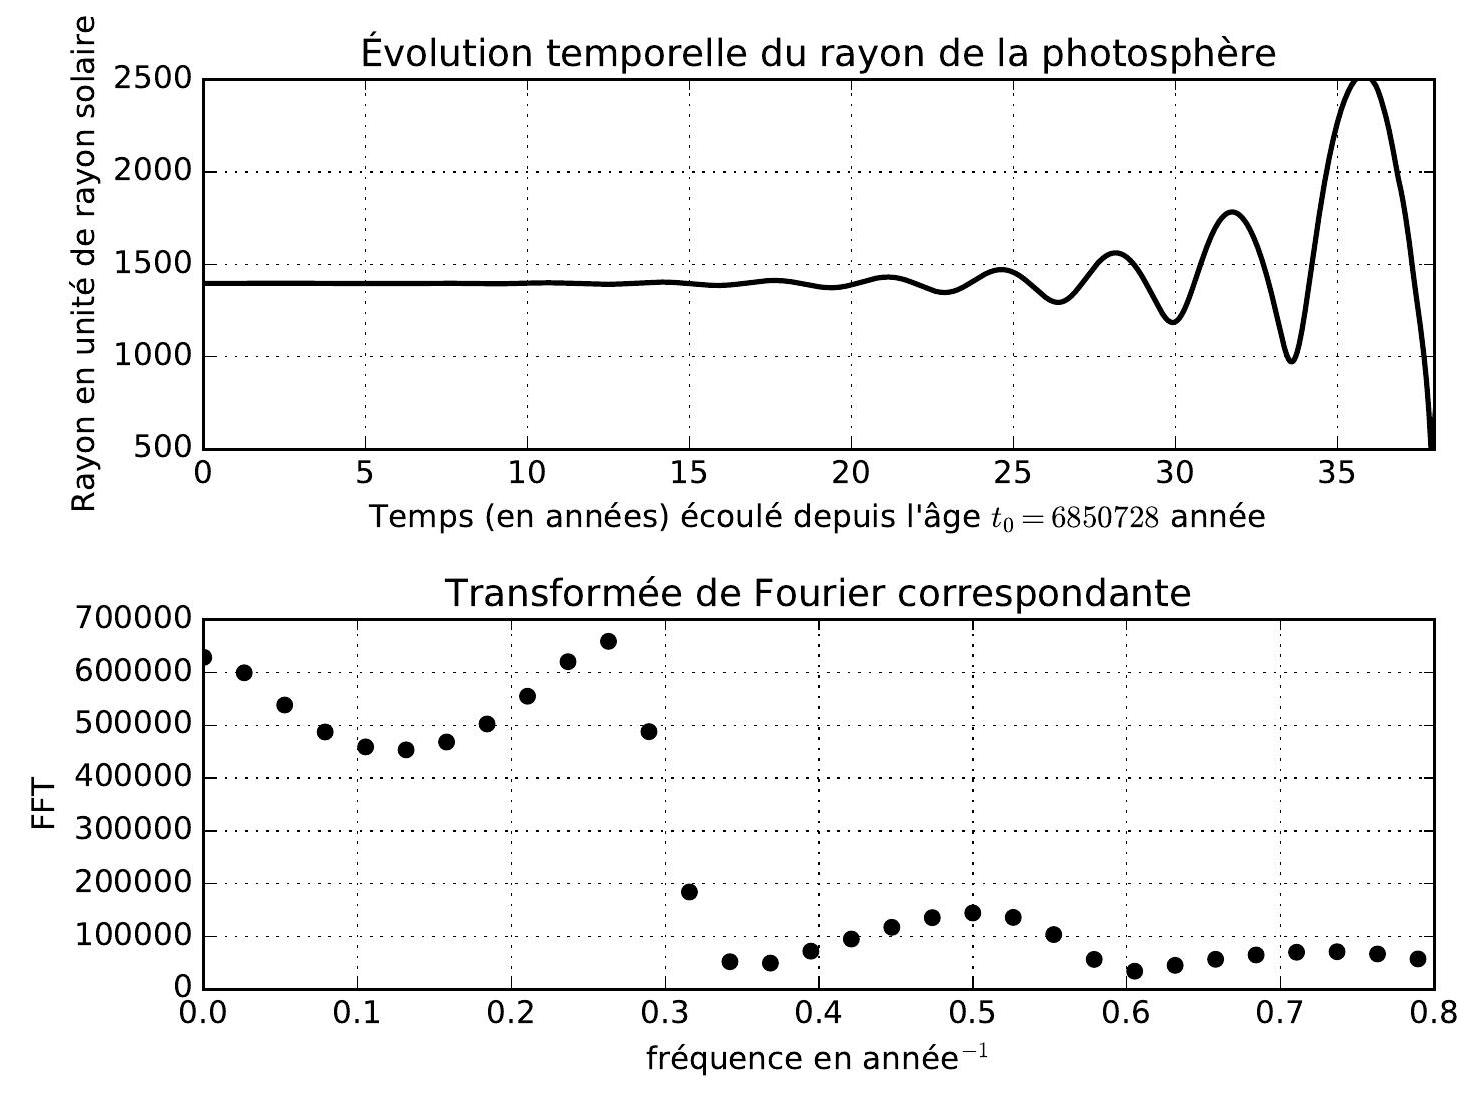 Évolution temporelle du rayon de la photosphère
Rayon en unité de rayon solaire
2500
2000
1500
1000
500
0 5 10 15 20 25 30 35
Temps (en années) écoulé depuis l'âge t₀ = 6850728 année
Transformée de Fourier correspondante
FFT
700000
600000
500000
400000
300000
200000
100000
0
0.0 0.1 0.2 0.3 0.4 0.5 0.6 0.7 0.8
fréquence en année⁻¹